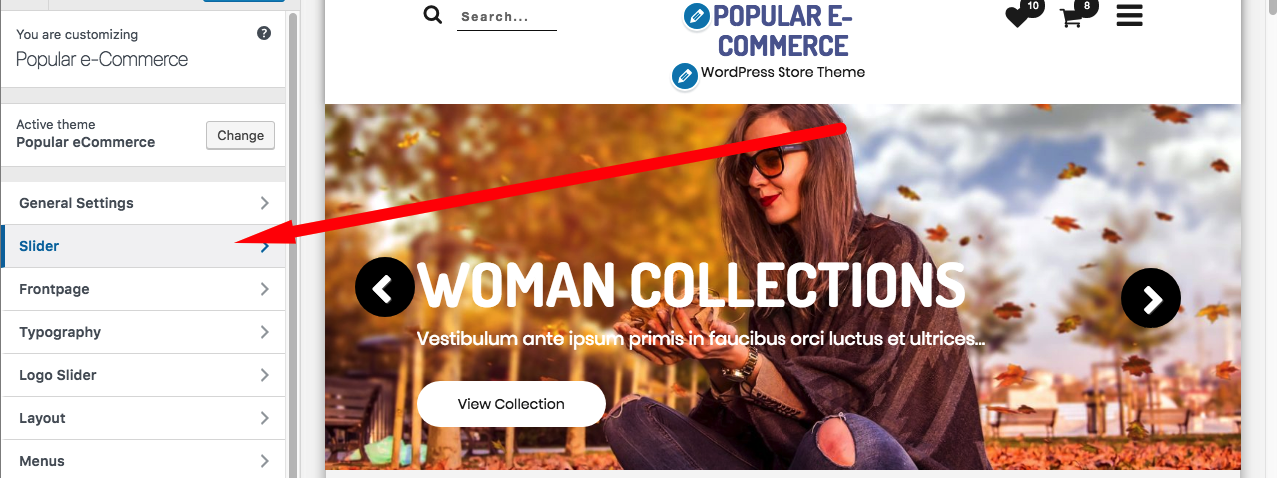 You are customizing
?
Popular e-Commerce
Active theme
Popular eCommerce
Change
General Settings
Slider
Frontpage
Typography
Logo Slider
Layout
Menus
Search...
POPULAR E-
COMMERCE
WordPress Store Theme
10
8
WOMAN COLLECTIONS
Vestibulum ante ipsum primis in faucibus orci luctus et ultrices...
View Collection